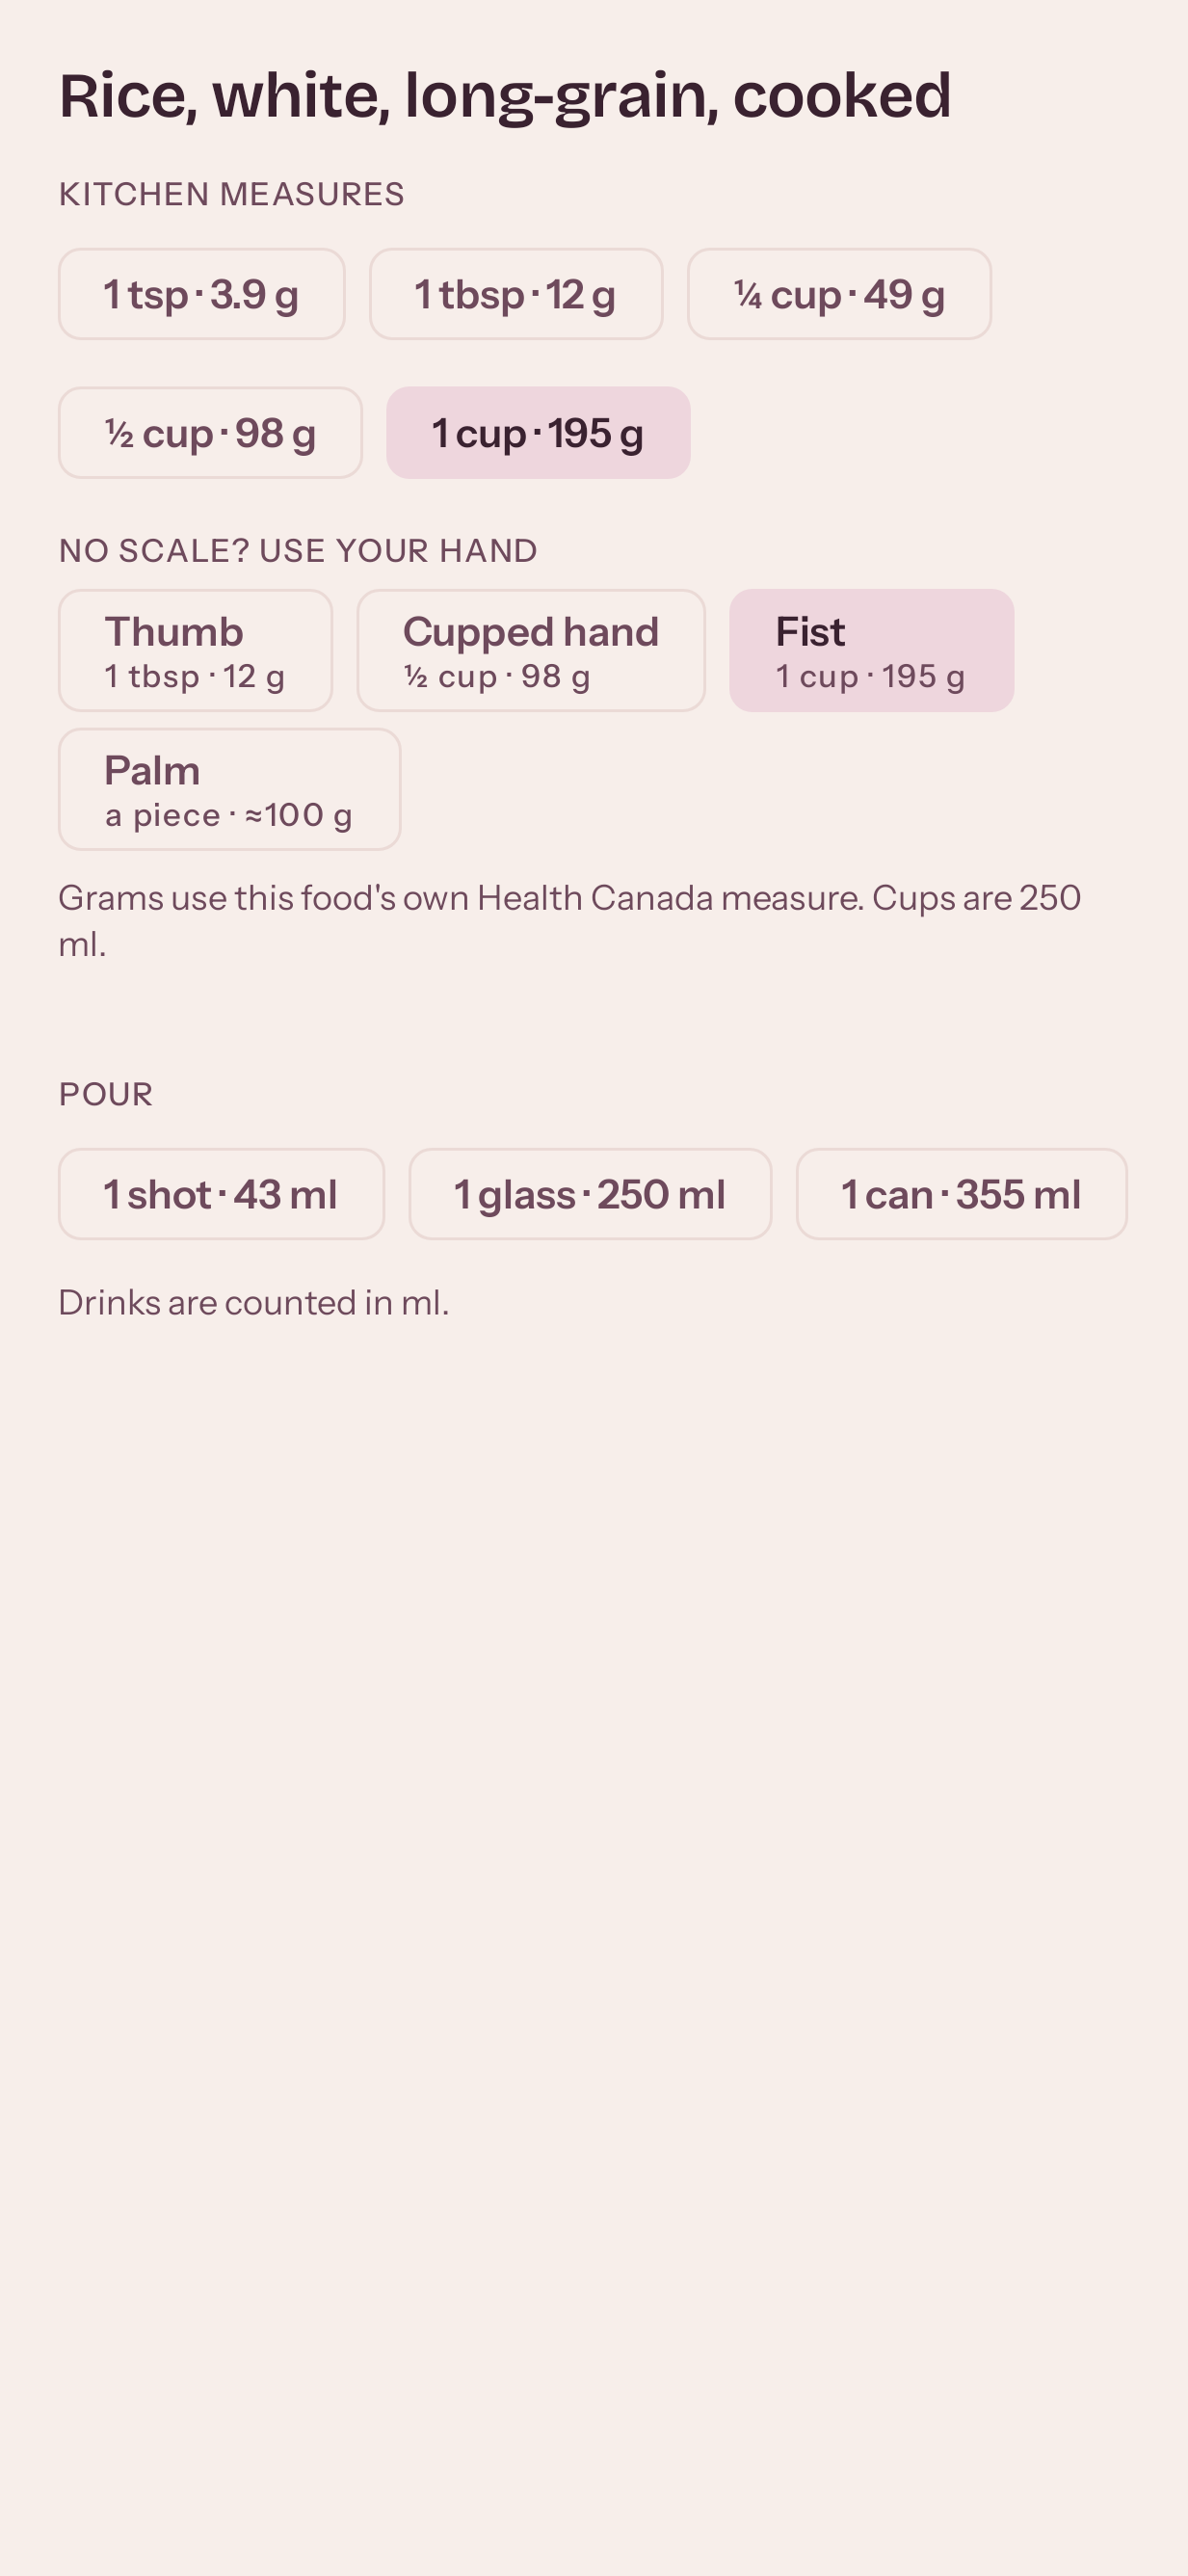 Rice, white, long-grain, cooked
KITCHEN MEASURES
1 tsp · 3.9 g
1 tbsp · 12 g
¼ cup · 49 g
½ cup · 98 g
1 cup · 195 g
NO SCALE? USE YOUR HAND
Thumb
1 tbsp · 12 g
Cupped hand
½ cup · 98 g
Fist
1 cup · 195 g
Palm
a piece · ≈100 g
Grams use this food's own Health Canada measure. Cups are 250
ml.
POUR
1 shot · 43 ml
1 glass · 250 ml
1 can · 355 ml
Drinks are counted in ml.